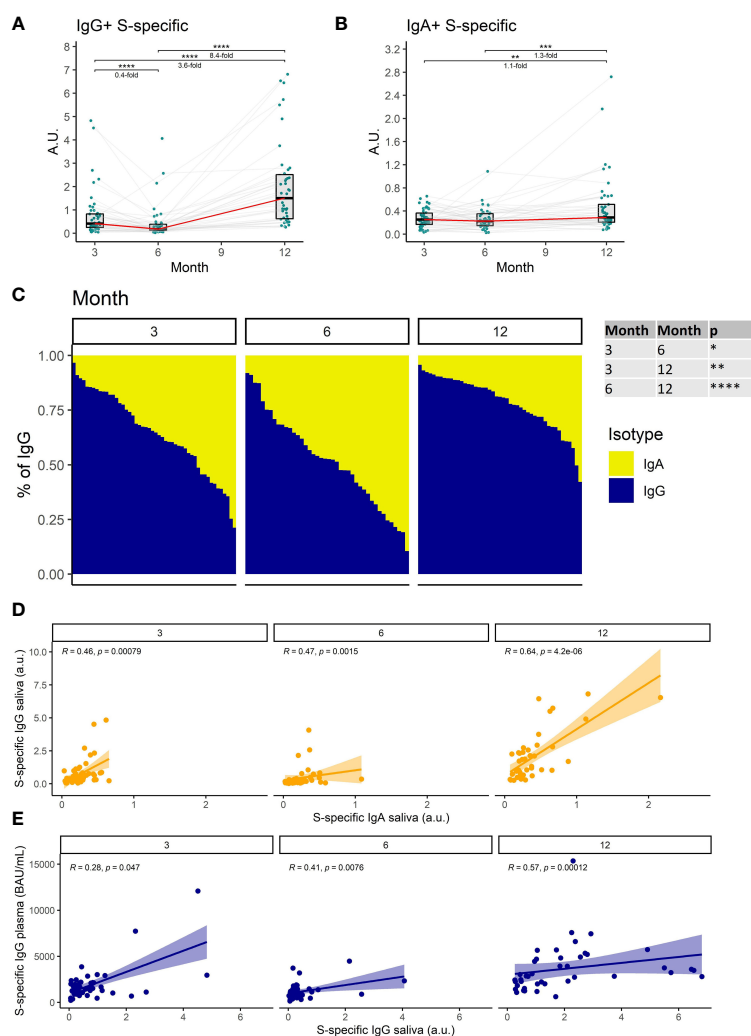 A
IgG+ S-specific
8
7
6
5
4
3
2
1
0
A.U.
****
8.4-fold
****
3.6-fold
****
0.4-fold
3
6
9
12
Month
B
IgA+ S-specific
3.2
2.8
2.4
2.0
1.6
1.2
0.8
0.4
0.0
A.U.
***
1.3-fold
**
1.1-fold
3
6
9
12
Month
C
Month
3
6
12
1.00
0.75
0.50
0.25
0.00
% of IgG
Month Month p
3 6 *
3 12 **
6 12 ****
Isotype
IgA
IgG
D
3
6
12
R = 0.46, p = 0.00079
R = 0.47, p = 0.0015
R = 0.64, p = 4.2e-06
10.0
7.5
5.0
2.5
0.0
S-specific IgG saliva (a.u.)
0 1 2
0 1 2
0 1 2
S-specific IgA saliva (a.u.)
E
3
6
12
R = 0.28, p = 0.047
R = 0.41, p = 0.0076
R = 0.57, p = 0.00012
15000
10000
5000
0
S-specific IgG plasma (BAU/mL)
0 2 4 6
0 2 4 6
0 2 4 6
S-specific IgG saliva (a.u.)